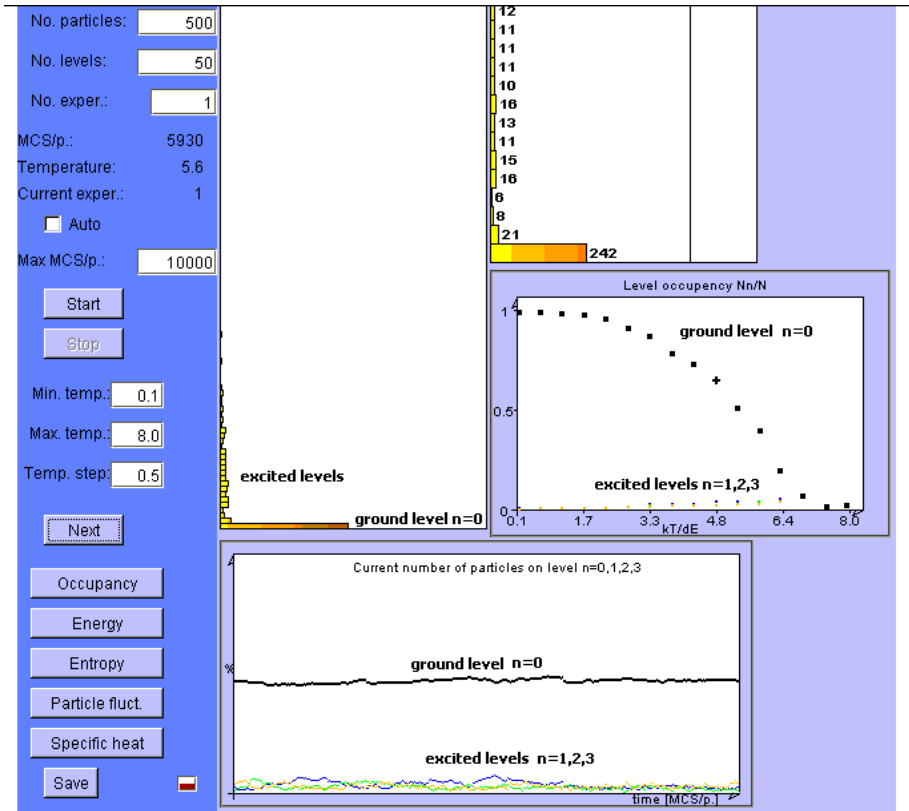 No. particles: 500
No. levels: 50
No. exper.: 1
MCS/p.: 5930
Temperature: 5.6
Current exper.: 1
Auto
Max MCS/p.: 10000
Start
Stop
Min. temp.: 0.1
Max. temp.: 8.0
Temp. step: 0.5
Next
Occupancy
Energy
Entropy
Particle fluct.
Specific heat
Save
excited levels
ground level n=0
12
11
11
11
10
16
13
11
15
16
6
8
21
242
Level occupancy Nn/N
1
ground level n=0
0.5
excited levels n=1,2,3
0
0.1 1.7 3.3 4.8 6.4 8.0
kT/dE
Current number of particles on level n=0,1,2,3
%
ground level n=0
excited levels n=1,2,3
time [MCS/p.]